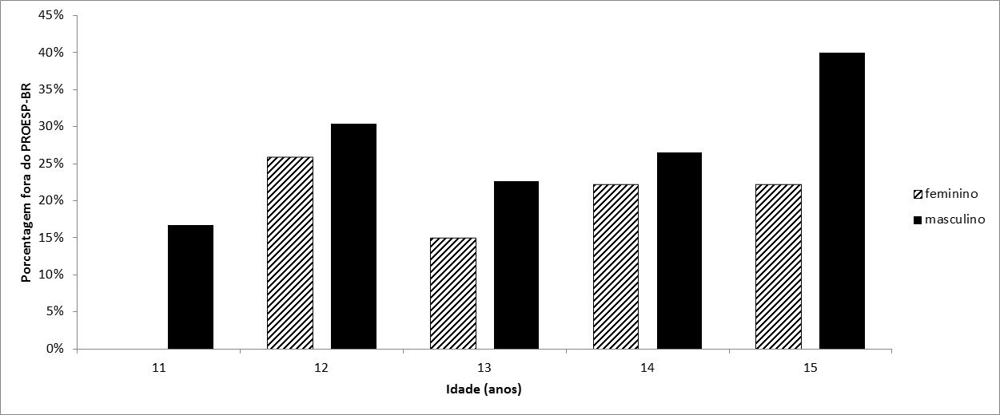 45%
40%
35%
30%
25%
20%
15%
10%
5%
0%
Porcentagem fora do PROESP-BR
11 12 13 14 15
Idade (anos)
feminino
masculino